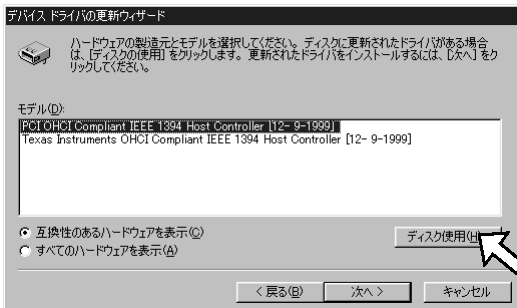 デバイス ドライバの更新ウィザード
ハードウェアの製造元とモデルを選択してください。ディスクに更新されたドライバがある場合
は、[ディスクの使用] をクリックします。更新されたドライバをインストールするには、[次へ] をク
リックしてください。
モデル(D):
PCI OHCI Compliant IEEE 1394 Host Controller [12- 9-1999]
Texas Instruments OHCI Compliant IEEE 1394 Host Controller [12- 9-1999]
互換性のあるハードウェアを表示(C)
すべてのハードウェアを表示(A)
ディスク使用(H)
< 戻る(B)
次へ >
キャンセル